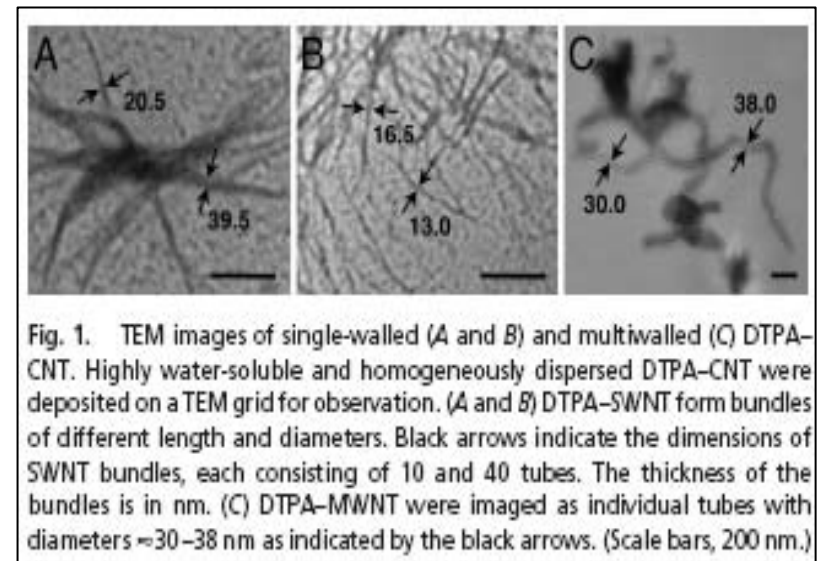 A
20.5
39.5
B
16.5
13.0
C
38.0
30.0
Fig. 1. TEM images of single-walled (A and B) and multiwalled (C) DTPA–
CNT. Highly water-soluble and homogeneously dispersed DTPA–CNT were
deposited on a TEM grid for observation. (A and B) DTPA–SWNT form bundles
of different length and diameters. Black arrows indicate the dimensions of
SWNT bundles, each consisting of 10 and 40 tubes. The thickness of the
bundles is in nm. (C) DTPA–MWNT were imaged as individual tubes with
diameters ≈30–38 nm as indicated by the black arrows. (Scale bars, 200 nm.)